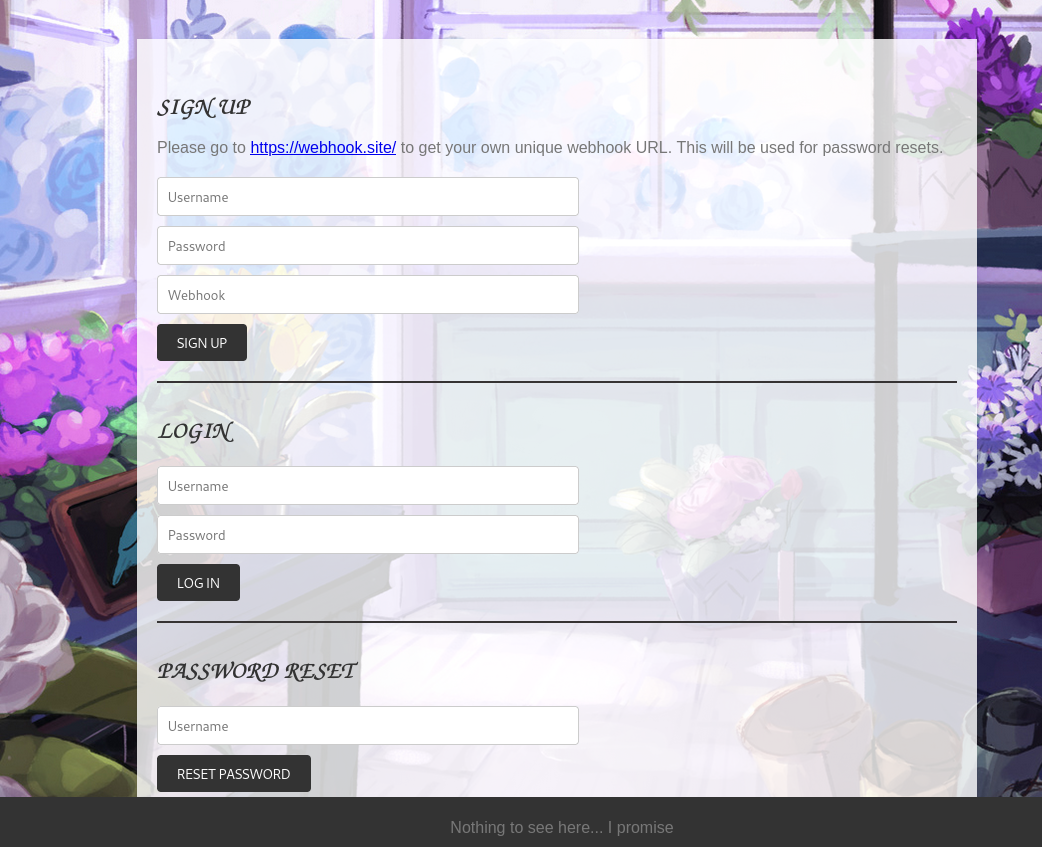 SIGN UP
Please go to https://webhook.site/ to get your own unique webhook URL. This will be used for password resets.
Username
Password
Webhook
SIGN UP
LOGIN
Username
Password
LOG IN
PASSWORD RESET
Username
RESET PASSWORD
Nothing to see here... I promise